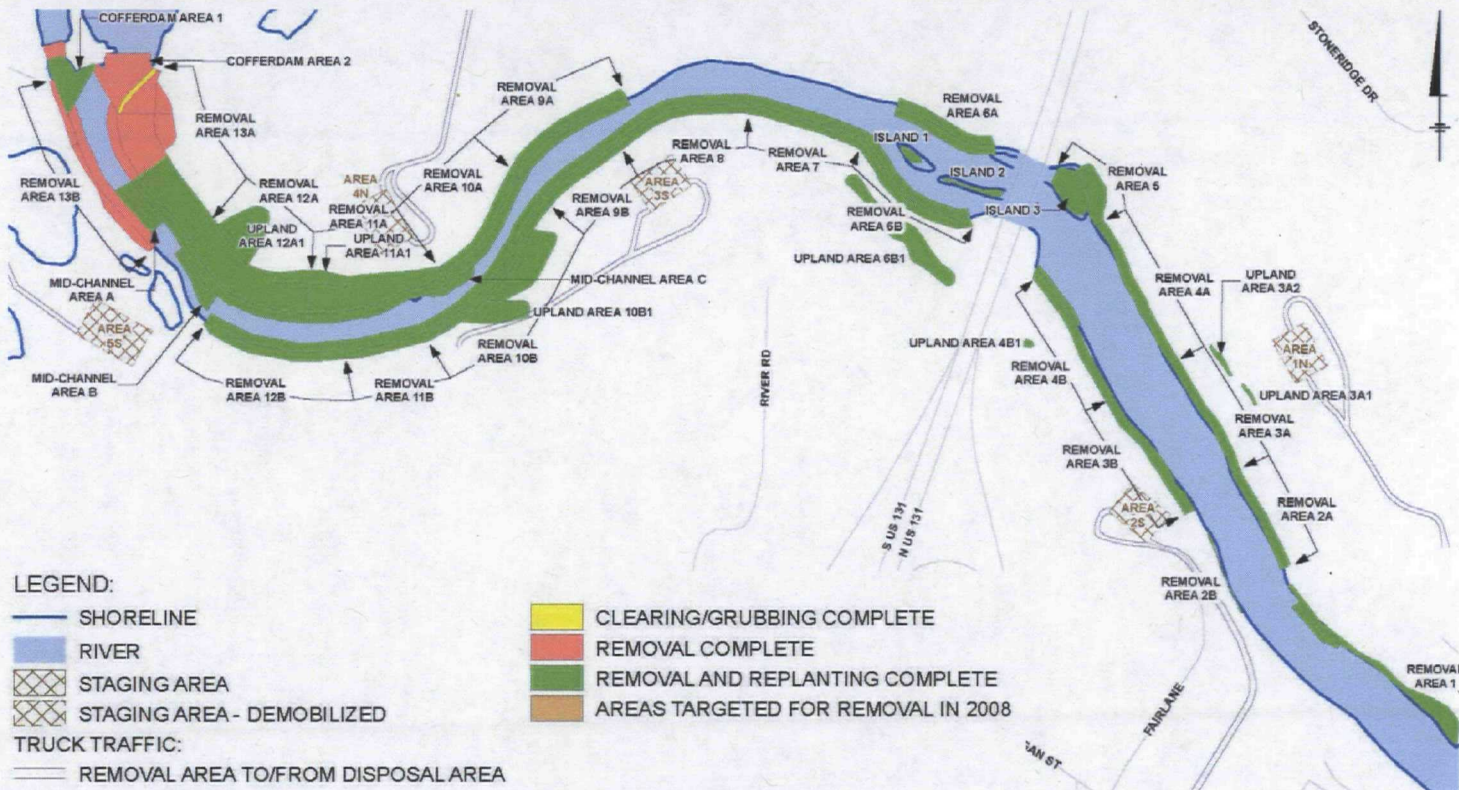 COFFERDAM AREA 1
COFFERDAM AREA 2
REMOVAL
AREA 13A
REMOVAL
AREA 13B
REMOVAL
AREA 12A
UPLAND
AREA 12A1
AREA
4N
REMOVAL
AREA 11A
UPLAND
AREA 11A1
REMOVAL
AREA 10A
REMOVAL
AREA 9A
REMOVAL
AREA 9B
REMOVAL
AREA 8
AREA
3S
REMOVAL
AREA 7
REMOVAL
AREA 6A
ISLAND 1
ISLAND 2
ISLAND 3
REMOVAL
AREA 5
STONERIDGE DR
REMOVAL
AREA 6B
UPLAND AREA 6B1
MID-CHANNEL
AREA A
AREA
5S
MID-CHANNEL
AREA B
MID-CHANNEL AREA C
UPLAND AREA 10B1
REMOVAL
AREA 10B
REMOVAL
AREA 11B
REMOVAL
AREA 12B
RIVER RD
S US 131
N US 131
REMOVAL
AREA 4A
UPLAND
AREA 3A2
AREA
1N
UPLAND AREA 3A1
UPLAND AREA 4B1
REMOVAL
AREA 4B
REMOVAL
AREA 3A
REMOVAL
AREA 3B
AREA
2S
REMOVAL
AREA 2A
REMOVAL
AREA 2B
REMOVAL
AREA 1
FAIRLANE
ST
LEGEND:
SHORELINE
RIVER
STAGING AREA
STAGING AREA - DEMOBILIZED
TRUCK TRAFFIC:
REMOVAL AREA TO/FROM DISPOSAL AREA
CLEARING/GRUBBING COMPLETE
REMOVAL COMPLETE
REMOVAL AND REPLANTING COMPLETE
AREAS TARGETED FOR REMOVAL IN 2008